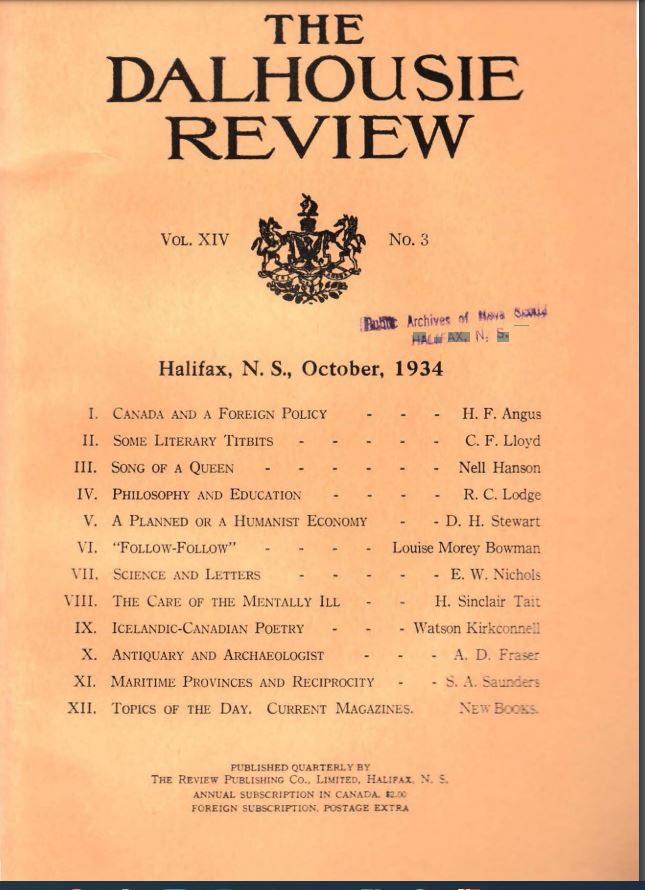 THE
DALHOUSIE
REVIEW
VOL. XIV No. 3
Public Archives of Nova Scotia
HALIFAX, N. S.
Halifax, N. S., October, 1934
I. CANADA AND A FOREIGN POLICY - - - H. F. Angus
II. SOME LITERARY TITBITS - - - - - C. F. Lloyd
III. SONG OF A QUEEN - - - - - - Nell Hanson
IV. PHILOSOPHY AND EDUCATION - - - - R. C. Lodge
V. A PLANNED OR A HUMANIST ECONOMY - - D. H. Stewart
VI. “FOLLOW-FOLLOW” - - - - Louise Morey Bowman
VII. SCIENCE AND LETTERS - - - - - E. W. Nichols
VIII. THE CARE OF THE MENTALLY ILL - - H. Sinclair Tait
IX. ICELANDIC-CANADIAN POETRY - - - Watson Kirkconnell
X. ANTIQUARY AND ARCHAEOLOGIST - - - A. D. Fraser
XI. MARITIME PROVINCES AND RECIPROCITY - - S. A. Saunders
XII. TOPICS OF THE DAY. CURRENT MAGAZINES. NEW BOOKS.
PUBLISHED QUARTERLY BY
THE REVIEW PUBLISHING CO., LIMITED, HALIFAX, N. S.
ANNUAL SUBSCRIPTION IN CANADA, $2.00
FOREIGN SUBSCRIPTION, POSTAGE EXTRA